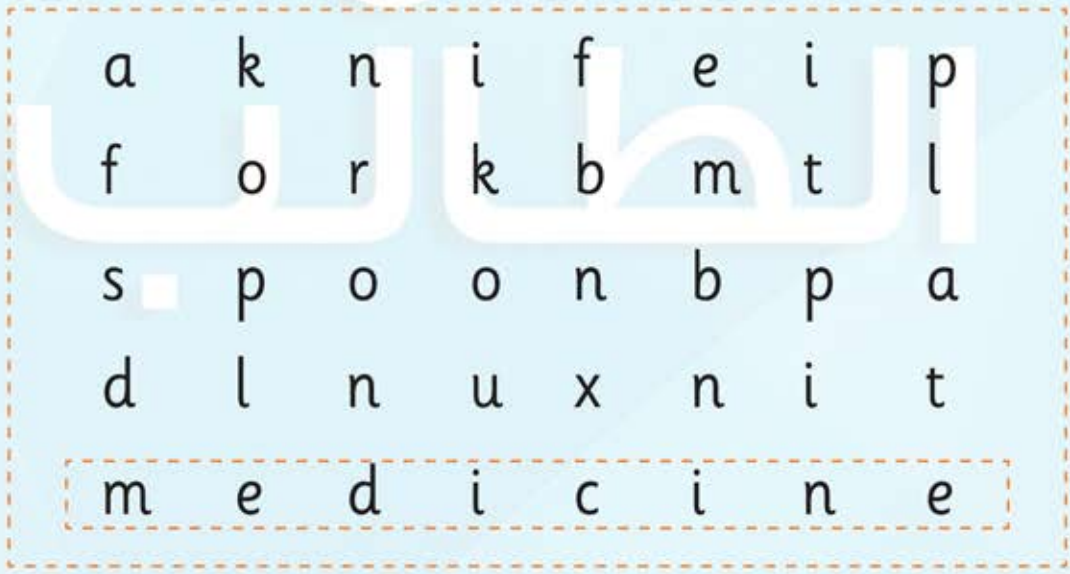 a k n i f e i p
f o r k b m t l
الطالب
s p o o n b p a
d l n u x n i t
m e d i c i n e